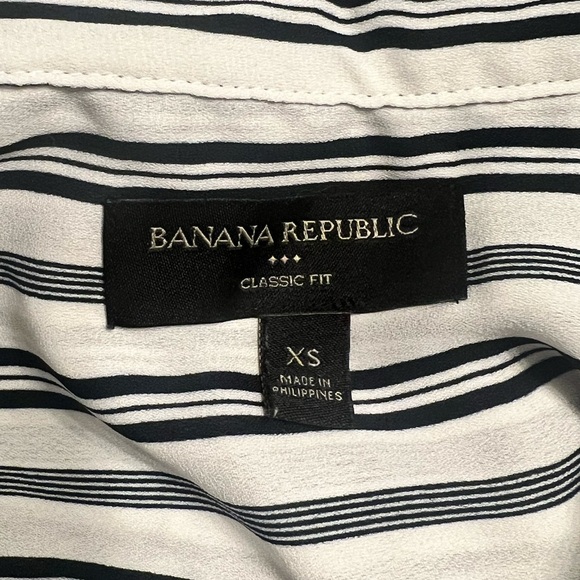 BANANA REPUBLIC
CLASSIC FIT
XS
MADE IN
PHILIPPINES